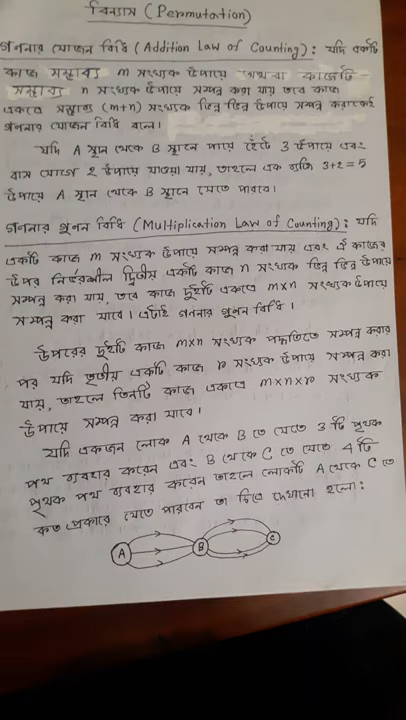 বিন্যাস (Permutation)
গণনার যোজন বিধি (Addition Law of Counting): যদি একটি
কাজ সম্ভাব্য m সংখ্যক উপায়ে অথবা কাজটি
সম্ভাব্য n সংখ্যক উপায়ে সম্পন্ন করা যায় তবে কাজ
একত্রে সম্ভাব্য (m+n) সংখ্যক ভিন্ন ভিন্ন উপায়ে সম্পন্ন করাকেই
গণনার যোজন বিধি বলে।
যদি A স্থান থেকে B স্থানে পায়ে হেঁটে 3 উপায়ে এবং
বাস যোগে 2 উপায়ে যাওয়া যায়, তাহলে এক ব্যক্তি 3+2=5
উপায়ে A স্থান থেকে B স্থানে যেতে পারবে।
গণনার গুণন বিধি (Multiplication Law of Counting): যদি
একটি কাজ m সংখ্যক উপায়ে সম্পন্ন করা যায় এবং ঐ কাজের
উপর নির্ভরশীল দ্বিতীয় একটি কাজ n সংখ্যক ভিন্ন ভিন্ন উপায়ে
সম্পন্ন করা যায়, তবে কাজ দুইটি একত্রে m×n সংখ্যক উপায়ে
সম্পন্ন করা যাবে। এটাই গণনার গুণন বিধি।
উপরের দুইটি কাজ m×n সংখ্যক পদ্ধতিতে সম্পন্ন করার
পর যদি তৃতীয় একটি কাজ p সংখ্যক উপায়ে সম্পন্ন করা
যায়, তাহলে তিনটি কাজ একত্রে m×n×p সংখ্যক
উপায়ে সম্পন্ন করা যাবে।
যদি একজন লোক A থেকে B তে যেতে 3 টি পৃথক
পথ ব্যবহার করেন এবং B থেকে C তে যেতে 4 টি
পৃথক পথ ব্যবহার করেন তাহলে লোকটি A থেকে C তে
কত প্রকারে যেতে পারবেন তা চিত্রে দেখানো হলো:
A B C